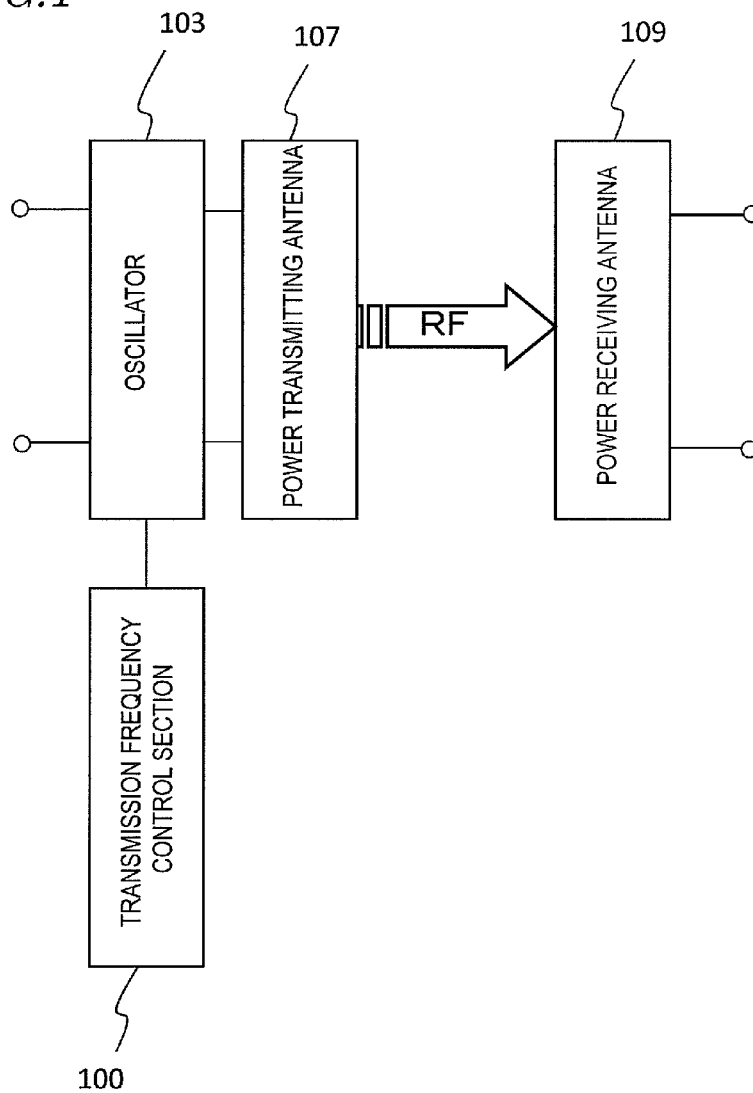 G.1
103
107
109
OSCILLATOR
POWER TRANSMITTING ANTENNA
RF
POWER RECEIVING ANTENNA
TRANSMISSION FREQUENCY
CONTROL SECTION
100